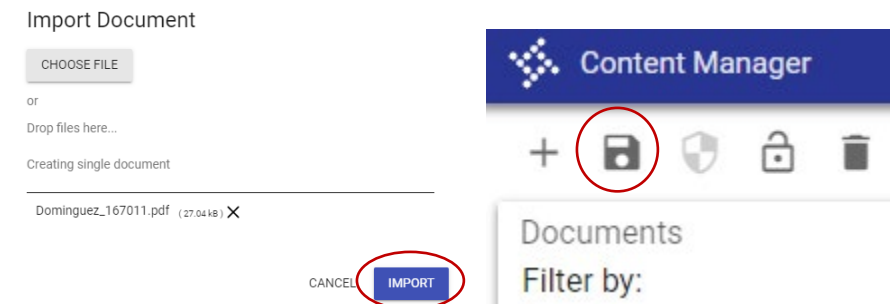 Import Document
CHOOSE FILE
or
Drop files here...
Creating single document
Dominguez_167011.pdf (27.04 kB)
CANCEL IMPORT
Content Manager
Documents
Filter by: